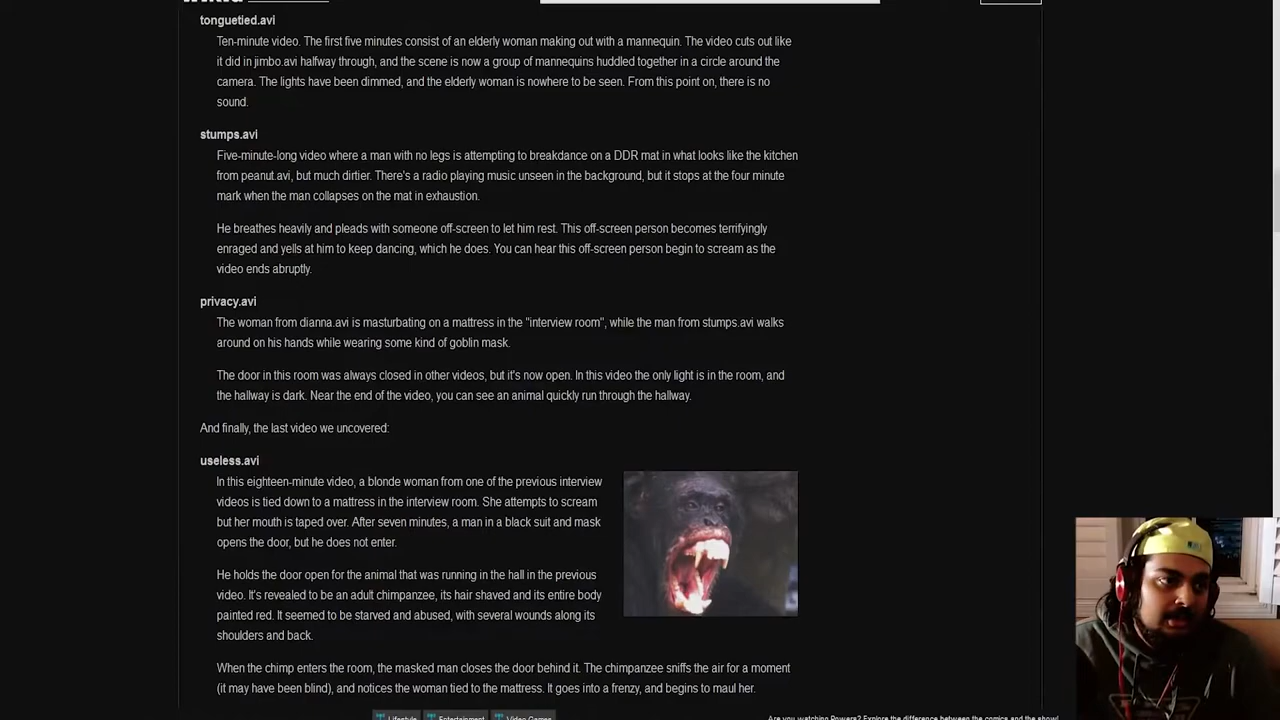 tonguetied.avi
Ten-minute video. The first five minutes consist of an elderly woman making out with a mannequin. The video cuts out like
it did in jimbo.avi halfway through, and the scene is now a group of mannequins huddled together in a circle around the
camera. The lights have been dimmed, and the elderly woman is nowhere to be seen. From this point on, there is no
sound.
stumps.avi
Five-minute-long video where a man with no legs is attempting to breakdance on a DDR mat in what looks like the kitchen
from peanut.avi, but much dirtier. There's a radio playing music unseen in the background, but it stops at the four minute
mark when the man collapses on the mat in exhaustion.
He breathes heavily and pleads with someone off-screen to let him rest. This off-screen person becomes terrifyingly
enraged and yells at him to keep dancing, which he does. You can hear this off-screen person begin to scream as the
video ends abruptly.
privacy.avi
The woman from dianna.avi is masturbating on a mattress in the "interview room", while the man from stumps.avi walks
around on his hands while wearing some kind of goblin mask.
The door in this room was always closed in other videos, but it's now open. In this video the only light is in the room, and
the hallway is dark. Near the end of the video, you can see an animal quickly run through the hallway.
And finally, the last video we uncovered:
useless.avi
In this eighteen-minute video, a blonde woman from one of the previous interview
videos is tied down to a mattress in the interview room. She attempts to scream
but her mouth is taped over. After seven minutes, a man in a black suit and mask
opens the door, but he does not enter.
He holds the door open for the animal that was running in the hall in the previous
video. It's revealed to be an adult chimpanzee, its hair shaved and its entire body
painted red. It seemed to be starved and abused, with several wounds along its
shoulders and back.
When the chimp enters the room, the masked man closes the door behind it. The chimpanzee sniffs the air for a moment
(it may have been blind), and notices the woman tied to the mattress. It goes into a frenzy, and begins to maul her.
Lifestyle Entertainment Video Games
Are you watching Powers? Explore the difference between the comics and the show!